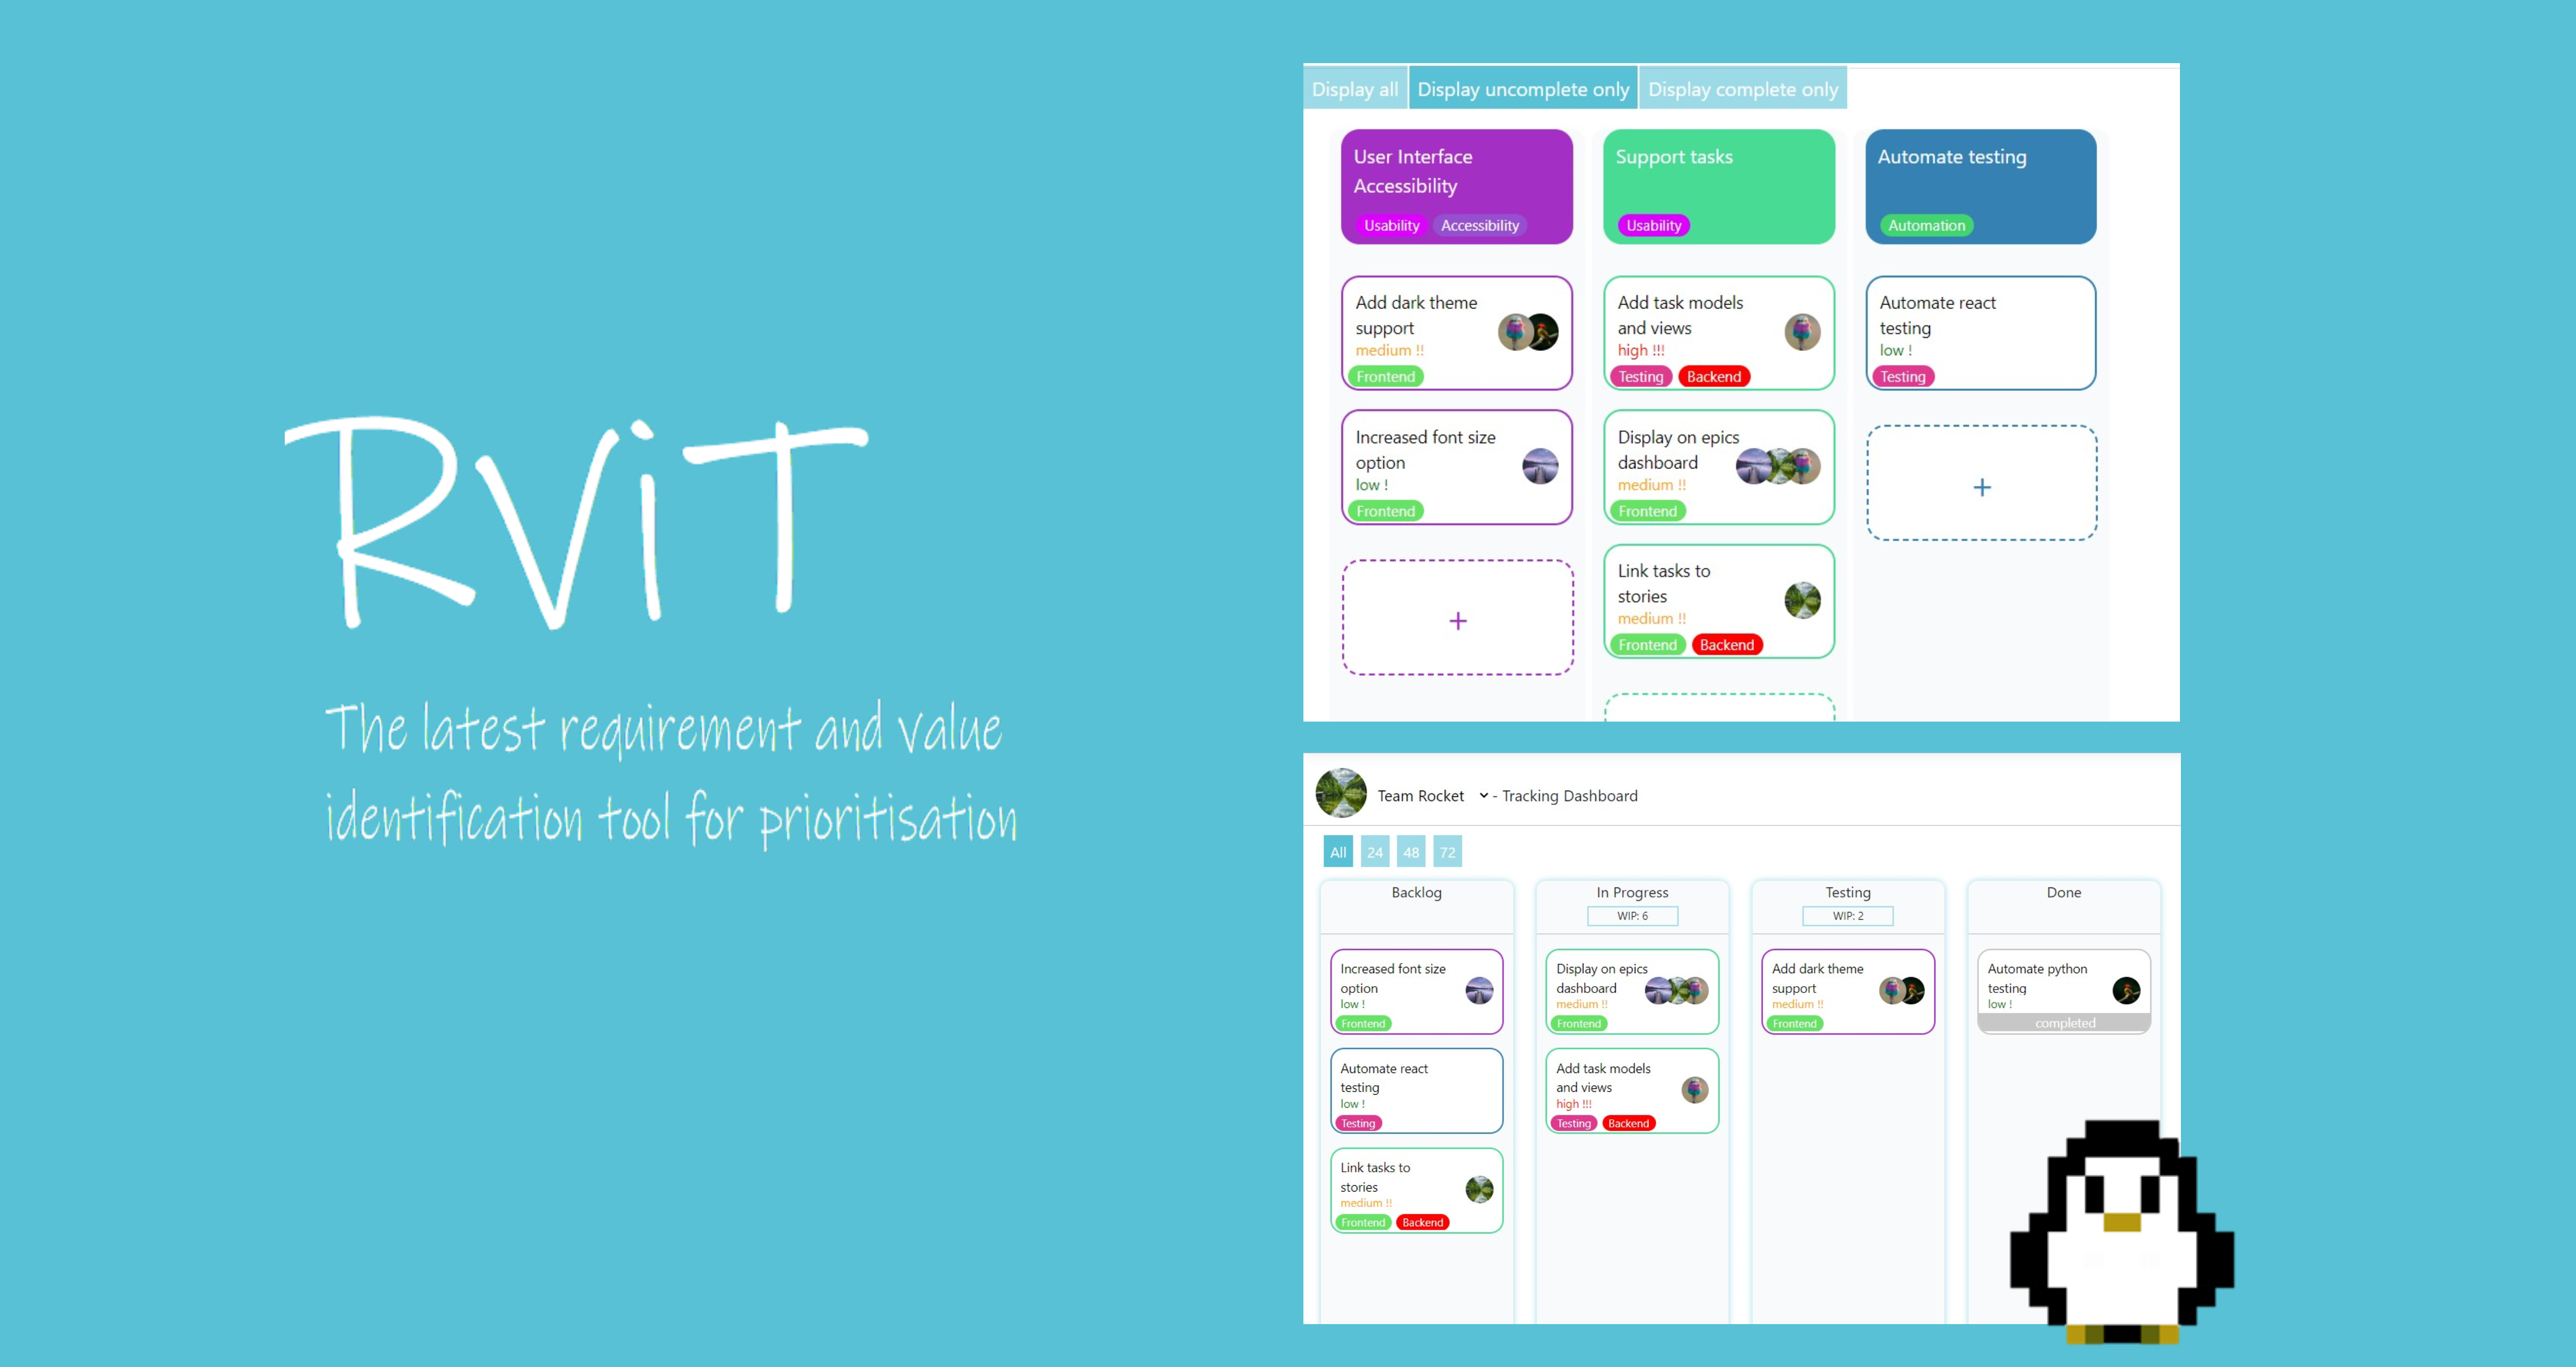 RViT
The latest requirement and value
identification tool for prioritisation
Display all
Display uncomplete only
Display complete only
User Interface
Accessibility
Usability
Accessibility
Add dark theme
support
medium !!
Frontend
Increased font size
option
low !
Frontend
+
Support tasks
Usability
Add task models
and views
high !!!
Testing
Backend
Display on epics
dashboard
medium !!
Frontend
Link tasks to
stories
medium !!
Frontend
Backend
Automate testing
Automation
Automate react
testing
low !
Testing
+
Team Rocket - Tracking Dashboard
All
24
48
72
Backlog
Increased font size
option
low !
Frontend
Automate react
testing
low !
Testing
Link tasks to
stories
medium !!
Frontend
Backend
In Progress
WIP: 6
Display on epics
dashboard
medium !!
Frontend
Add task models
and views
high !!!
Testing
Backend
Testing
WIP: 2
Add dark theme
support
medium !!
Frontend
Done
Automate python
testing
low !
completed